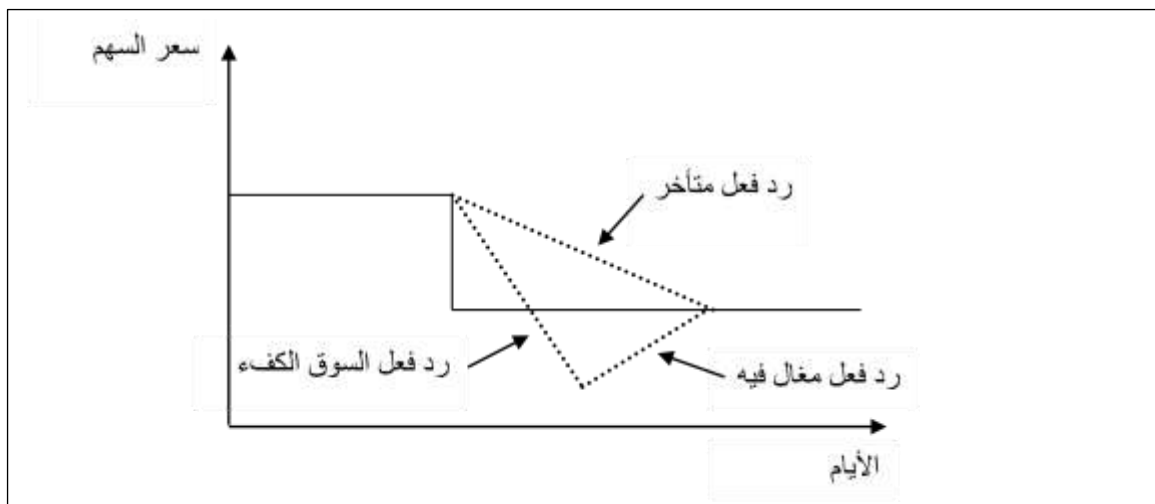 سعر السهم
رد فعل متأخر
رد فعل السوق الكفء
رد فعل مغال فيه
الأيام